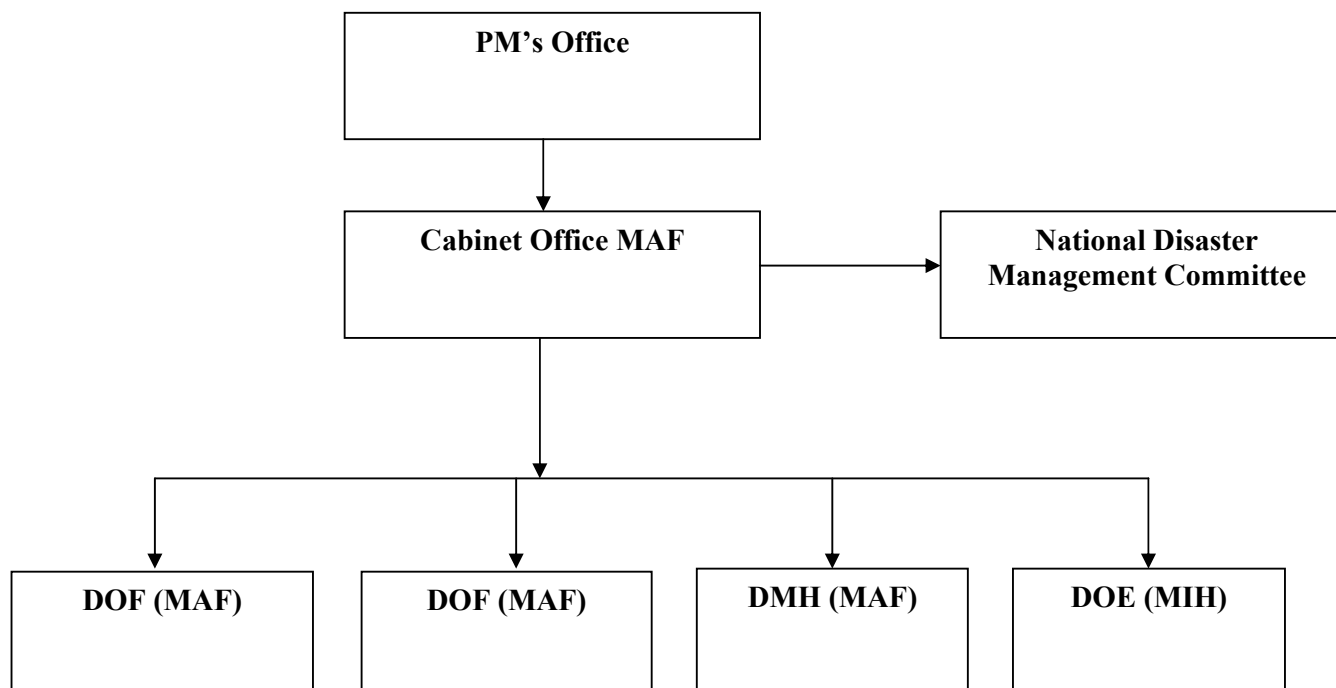 PM’s Office
Cabinet Office MAF
National Disaster
Management Committee
DOF (MAF)
DOF (MAF)
DMH (MAF)
DOE (MIH)